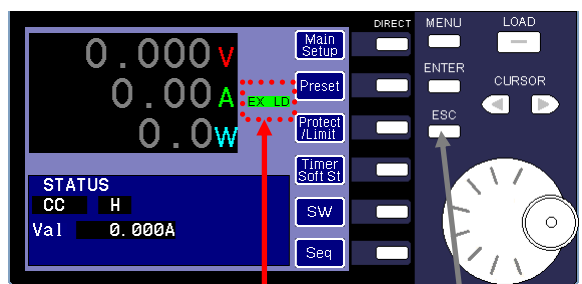 DIRECT MENU LOAD
0.000V
0.00A
0.0W
EX LD
Main
Setup
Preset
Protect
/Limit
Timer
Soft St
SW
Seq
ENTER
CURSOR
ESC
STATUS
CC H
Val 0.000A